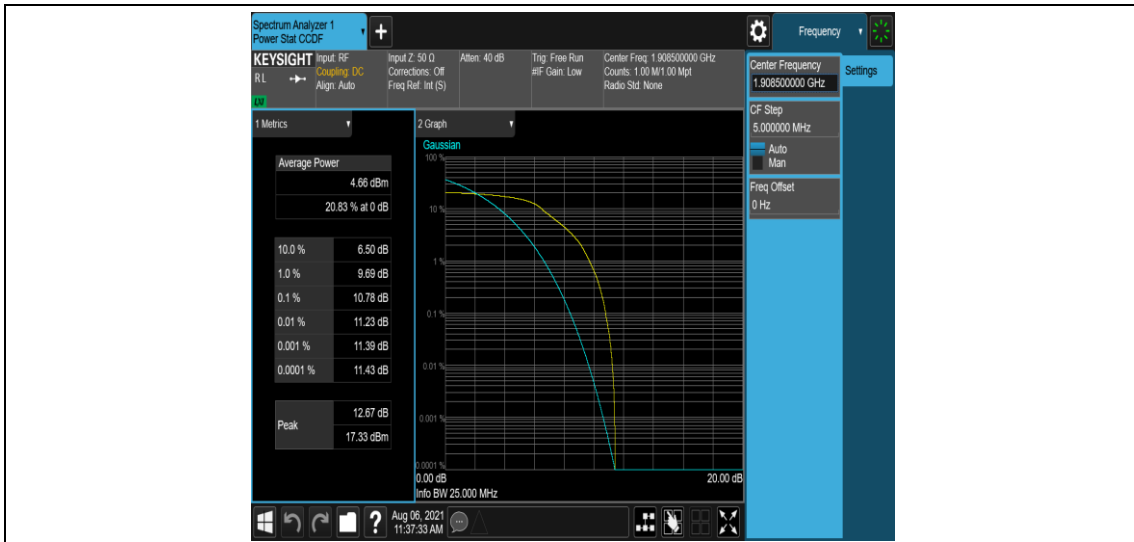 Spectrum Analyzer 1
Power Stat CCDF
+
Frequency
KEYSIGHT
RL
LM
Input: RF
Coupling: DC
Align: Auto
Input Z: 50 Ω
Corrections: Off
Freq Ref: Int (S)
Atten: 40 dB
Trig: Free Run
#IF Gain: Low
Center Freq: 1.908500000 GHz
Counts: 1.00 M/1.00 Mpt
Radio Std: None
Center Frequency
1.908500000 GHz
Settings
CF Step
5.000000 MHz
Auto
Man
Freq Offset
0 Hz
1 Metrics
Average Power
4.66 dBm
20.83 % at 0 dB
10.0 % 6.50 dB
1.0 % 9.69 dB
0.1 % 10.78 dB
0.01 % 11.23 dB
0.001 % 11.39 dB
0.0001 % 11.43 dB
Peak
12.67 dB
17.33 dBm
2 Graph
Gaussian
100 %
10 %
1 %
0.1 %
0.01 %
0.001 %
0.0001 %
0.00 dB 20.00 dB
Info BW 25.000 MHz
?
Aug 06, 2021
11:37:33 AM